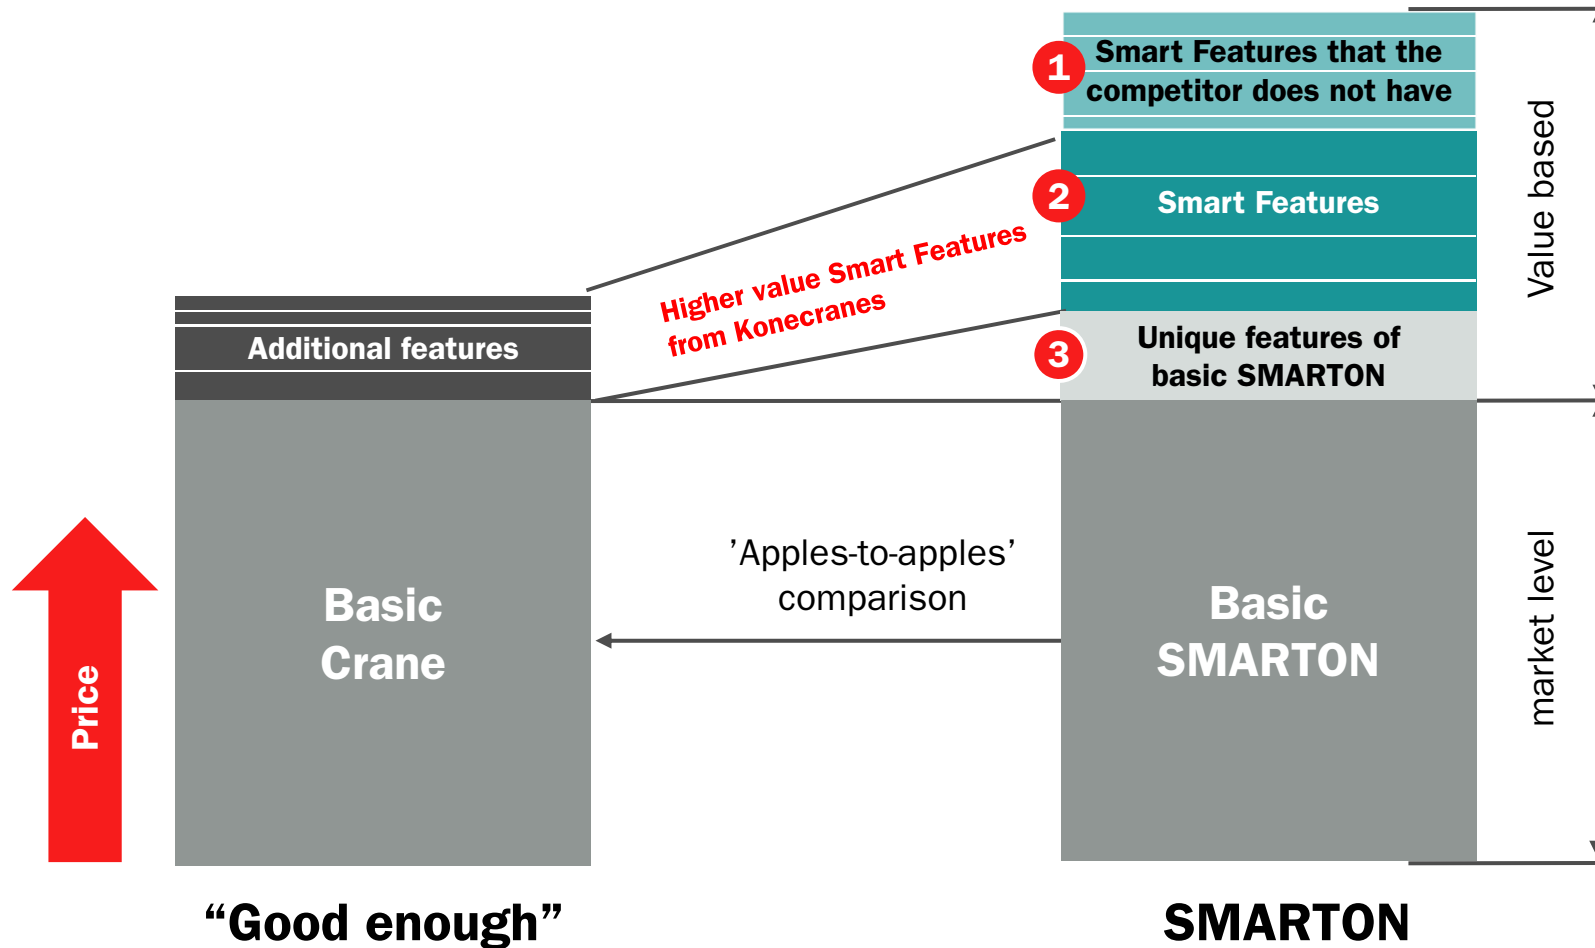 1
Smart Features that the
competitor does not have
2
Smart Features
Higher value Smart Features
from Konecranes
Additional features
3
Unique features of
basic SMARTON
Value based
’Apples-to-apples’
comparison
Basic
Crane
Basic
SMARTON
market level
Price
“Good enough”
SMARTON